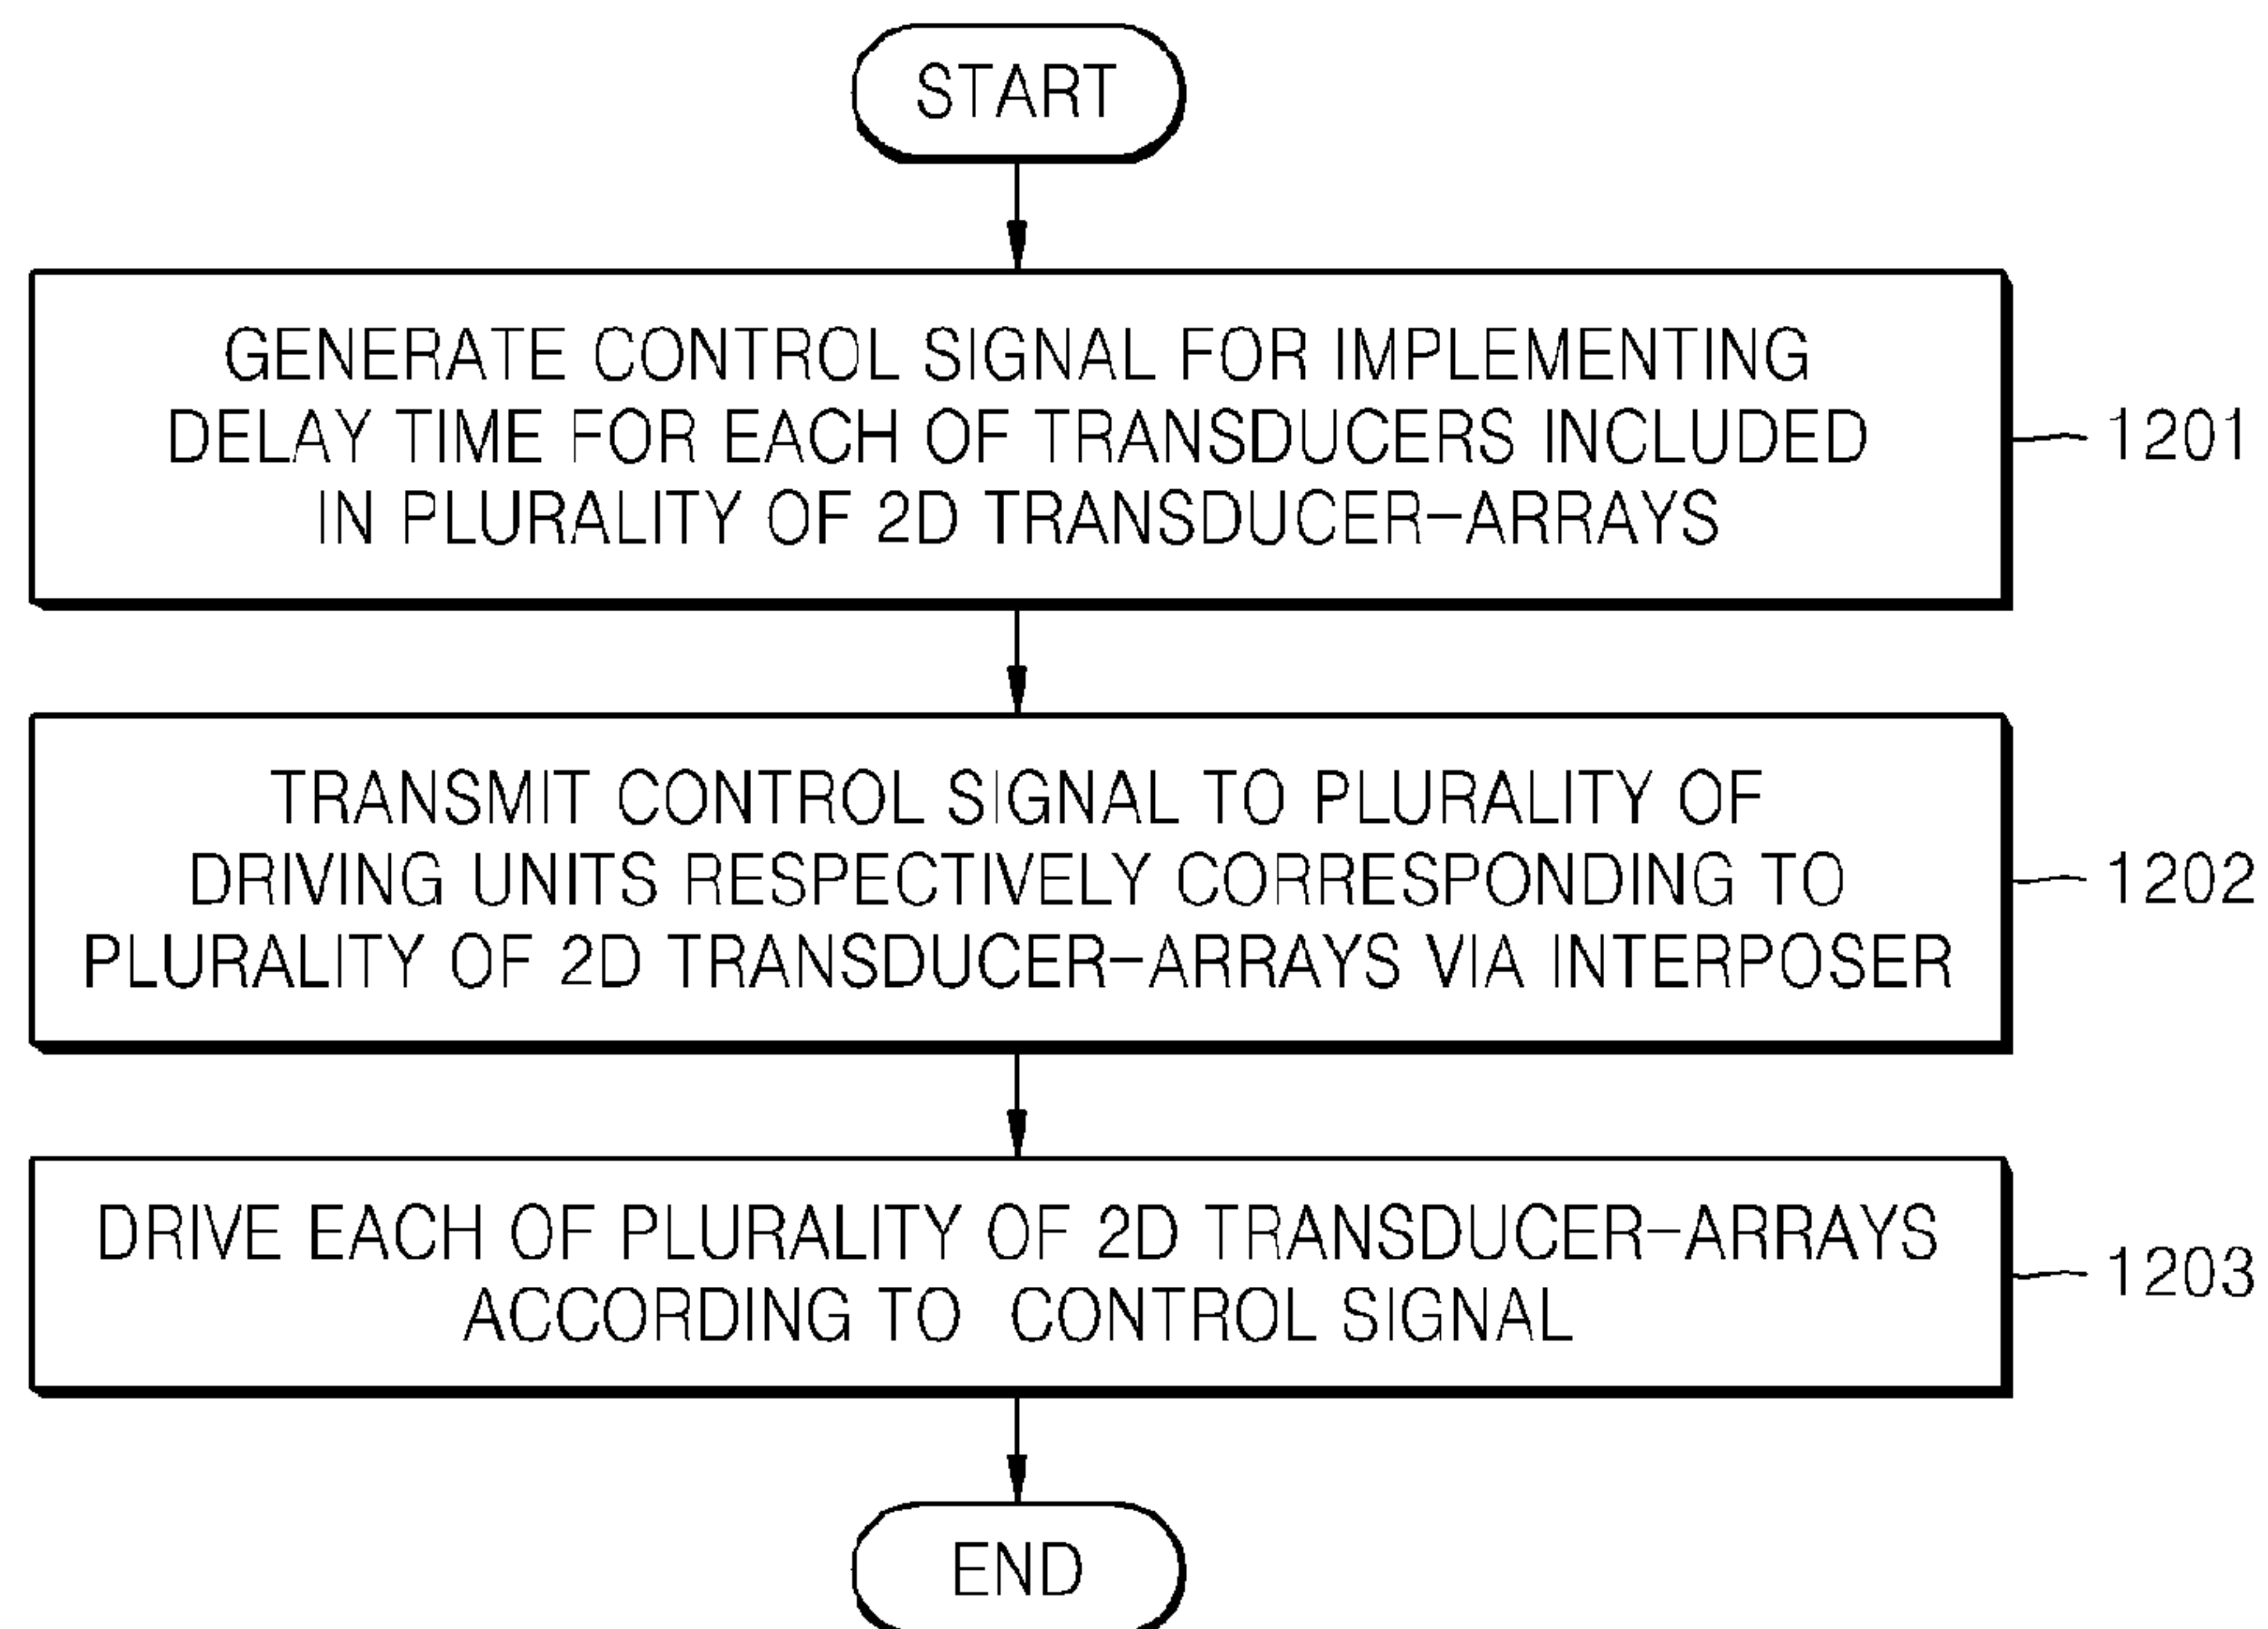 START
GENERATE CONTROL SIGNAL FOR IMPLEMENTING
DELAY TIME FOR EACH OF TRANSDUCERS INCLUDED
IN PLURALITY OF 2D TRANSDUCER-ARRAYS
1201
TRANSMIT CONTROL SIGNAL TO PLURALITY OF
DRIVING UNITS RESPECTIVELY CORRESPONDING TO
PLURALITY OF 2D TRANSDUCER-ARRAYS VIA INTERPOSER
1202
DRIVE EACH OF PLURALITY OF 2D TRANSDUCER-ARRAYS
ACCORDING TO CONTROL SIGNAL
1203
END